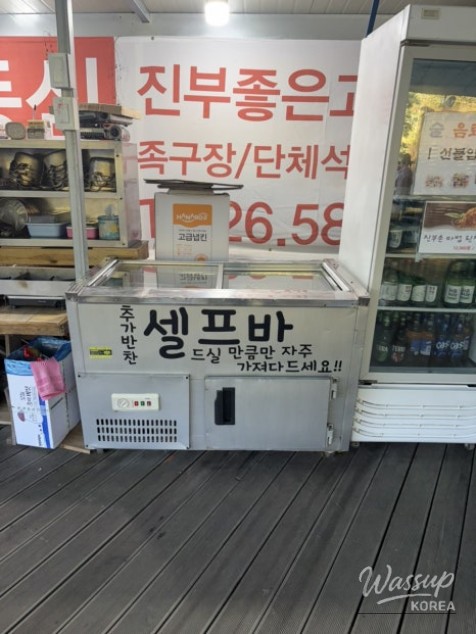 진부좋은고
족구장/단체석
26.58
고급냅킨
추가반찬
셀프바
드실 만큼만 자주
가져다드세요!!
Wassup
KOREA